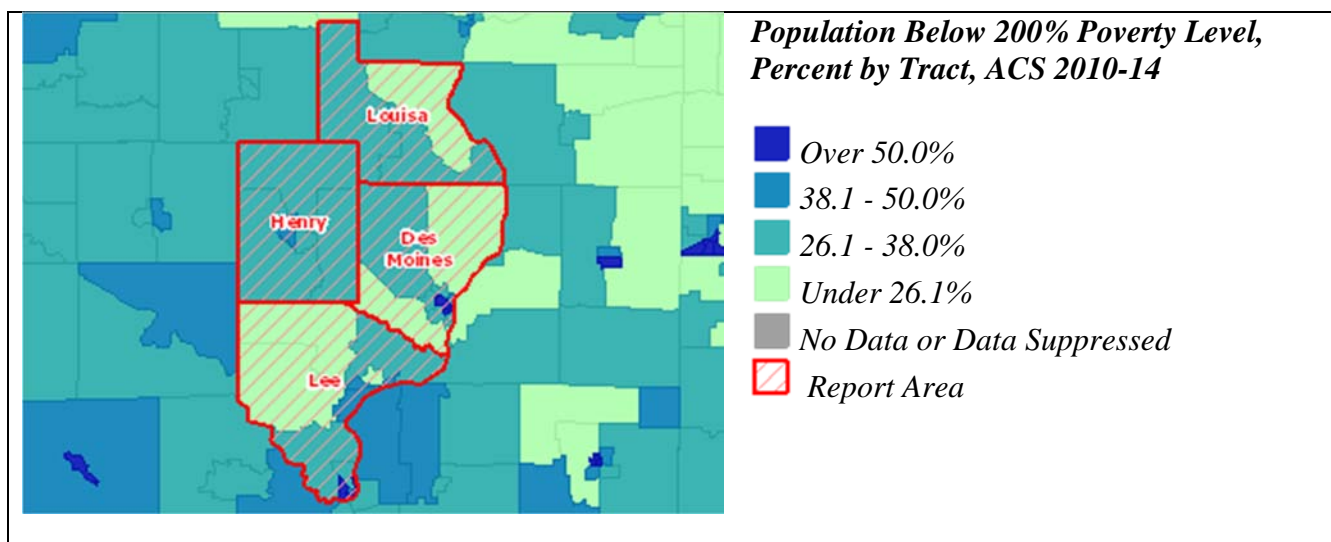 Population Below 200% Poverty Level,
Percent by Tract, ACS 2010-14
Over 50.0%
38.1 - 50.0%
26.1 - 38.0%
Under 26.1%
No Data or Data Suppressed
Report Area
Louisa
Henry
Des
Moines
Lee